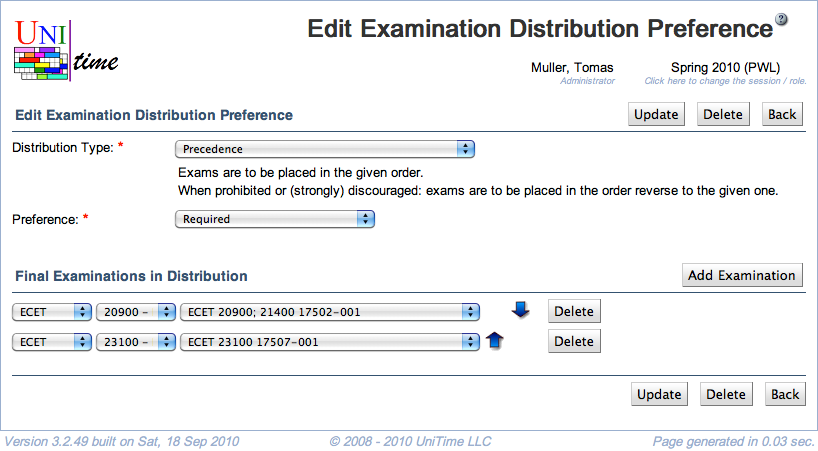 UNI time
Edit Examination Distribution Preference ?
Muller, Tomas Spring 2010 (PWL)
Administrator Click here to change the session / role.
Edit Examination Distribution Preference Update Delete Back
Distribution Type: * Precedence
Exams are to be placed in the given order.
When prohibited or (strongly) discouraged: exams are to be placed in the order reverse to the given one.
Preference: * Required
Final Examinations in Distribution Add Examination
ECET 20900 - ECET 20900; 21400 17502-001 Delete
ECET 23100 - ECET 23100 17507-001 Delete
Update Delete Back
Version 3.2.49 built on Sat, 18 Sep 2010 © 2008 - 2010 UniTime LLC Page generated in 0.03 sec.